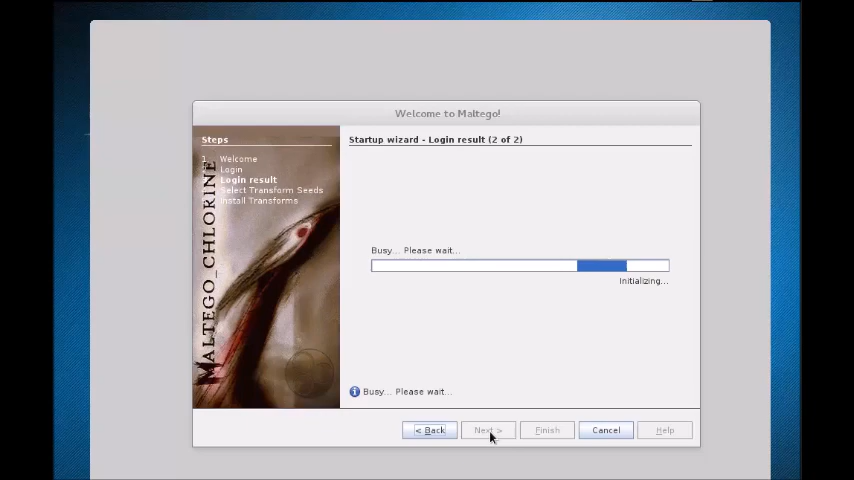 Welcome to Maltego!
Steps
1. Welcome
Login
Login result
Select Transform Seeds
Install Transforms
MALTEGO_CHLORINE
Startup wizard - Login result (2 of 2)
Busy... Please wait...
Initializing...
Busy... Please wait...
< Back
Next >
Finish
Cancel
Help